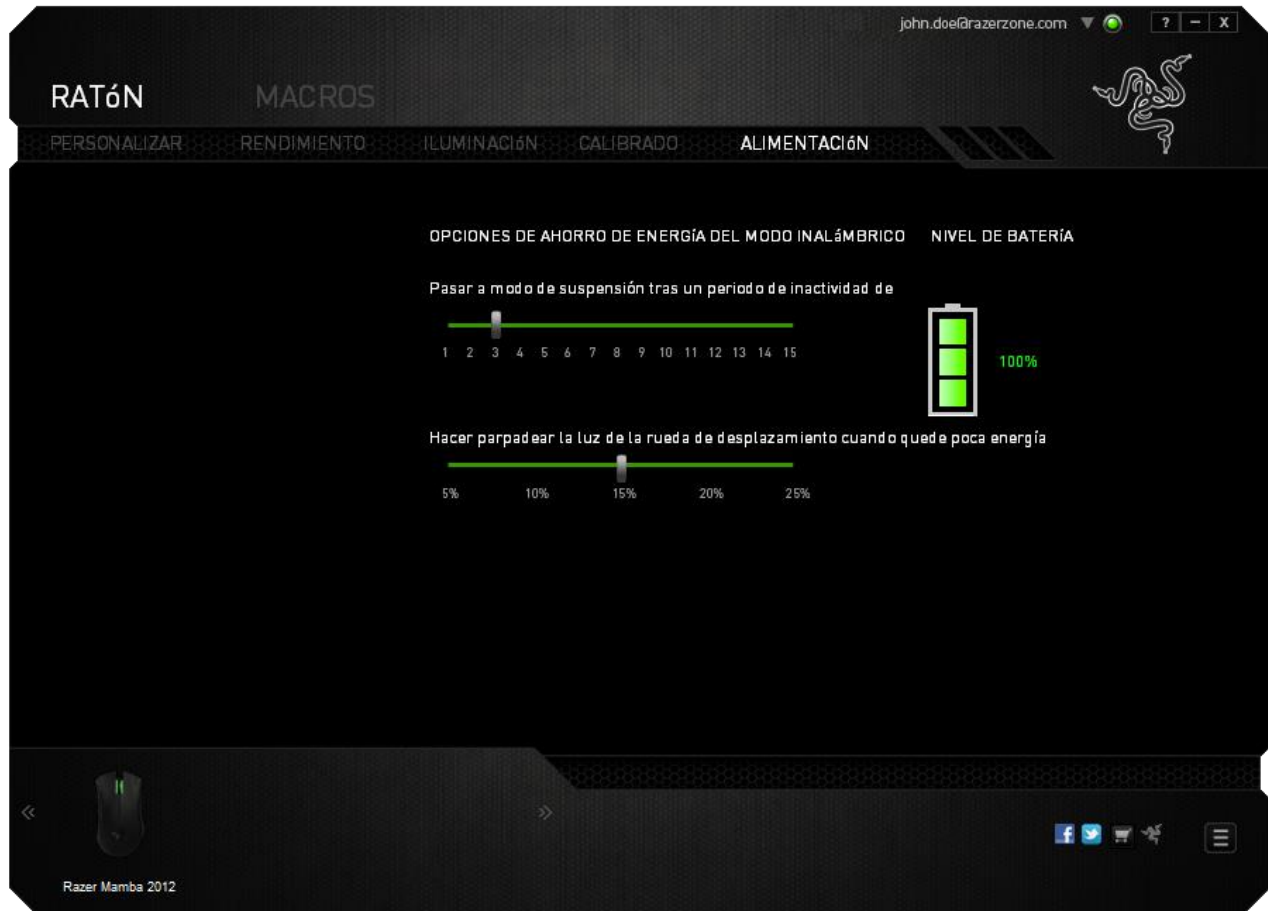 john.doe@razerzone.com ? - X
RATóN MACROS
PERSONALIZAR RENDIMIENTO ILUMINACIóN CALIBRADO ALIMENTACIóN
OPCIONES DE AHORRO DE ENERGíA DEL MODO INALáMBRICO NIVEL DE BATERíA
Pasar a modo de suspensión tras un periodo de inactividad de
1 2 3 4 5 6 7 8 9 10 11 12 13 14 15
100%
Hacer parpadear la luz de la rueda de desplazamiento cuando quede poca energía
5% 10% 15% 20% 25%
Razer Mamba 2012